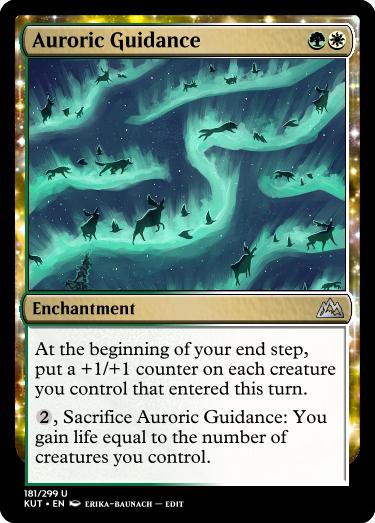 Auroric Guidance
Enchantment
At the beginning of your end step,
put a +1/+1 counter on each creature
you control that entered this turn.
2, Sacrifice Auroric Guidance: You
gain life equal to the number of
creatures you control.
181/299 U
KUT • EN ERIKA-BAUNACH — EDIT